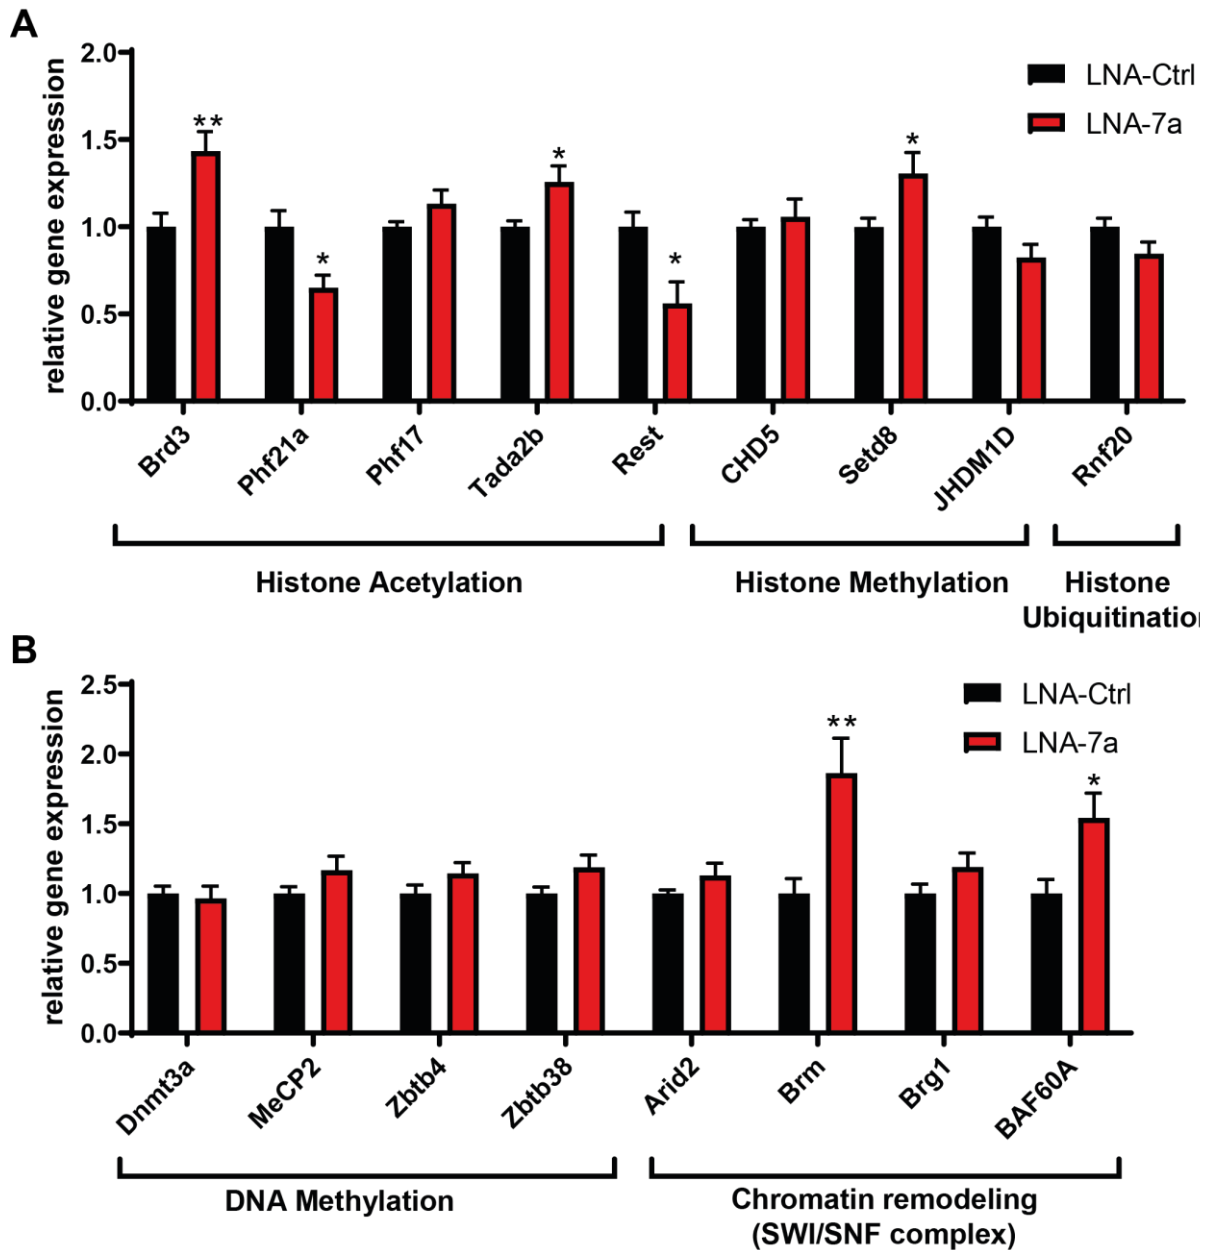 A
relative gene expression
2.0
1.5
1.0
0.5
0.0
LNA-Ctrl
LNA-7a
**
*
*
*
*
Brd3
Phf21a
Phf17
Tada2b
Rest
CHD5
Setd8
JHDM1D
Rnf20
Histone Acetylation
Histone Methylation
Histone
Ubiquitinatio
B
relative gene expression
2.5
2.0
1.5
1.0
0.5
0.0
LNA-Ctrl
LNA-7a
**
*
Dnmt3a
MeCP2
Zbtb4
Zbtb38
Arid2
Brm
Brg1
BAF60A
DNA Methylation
Chromatin remodeling
(SWI/SNF complex)